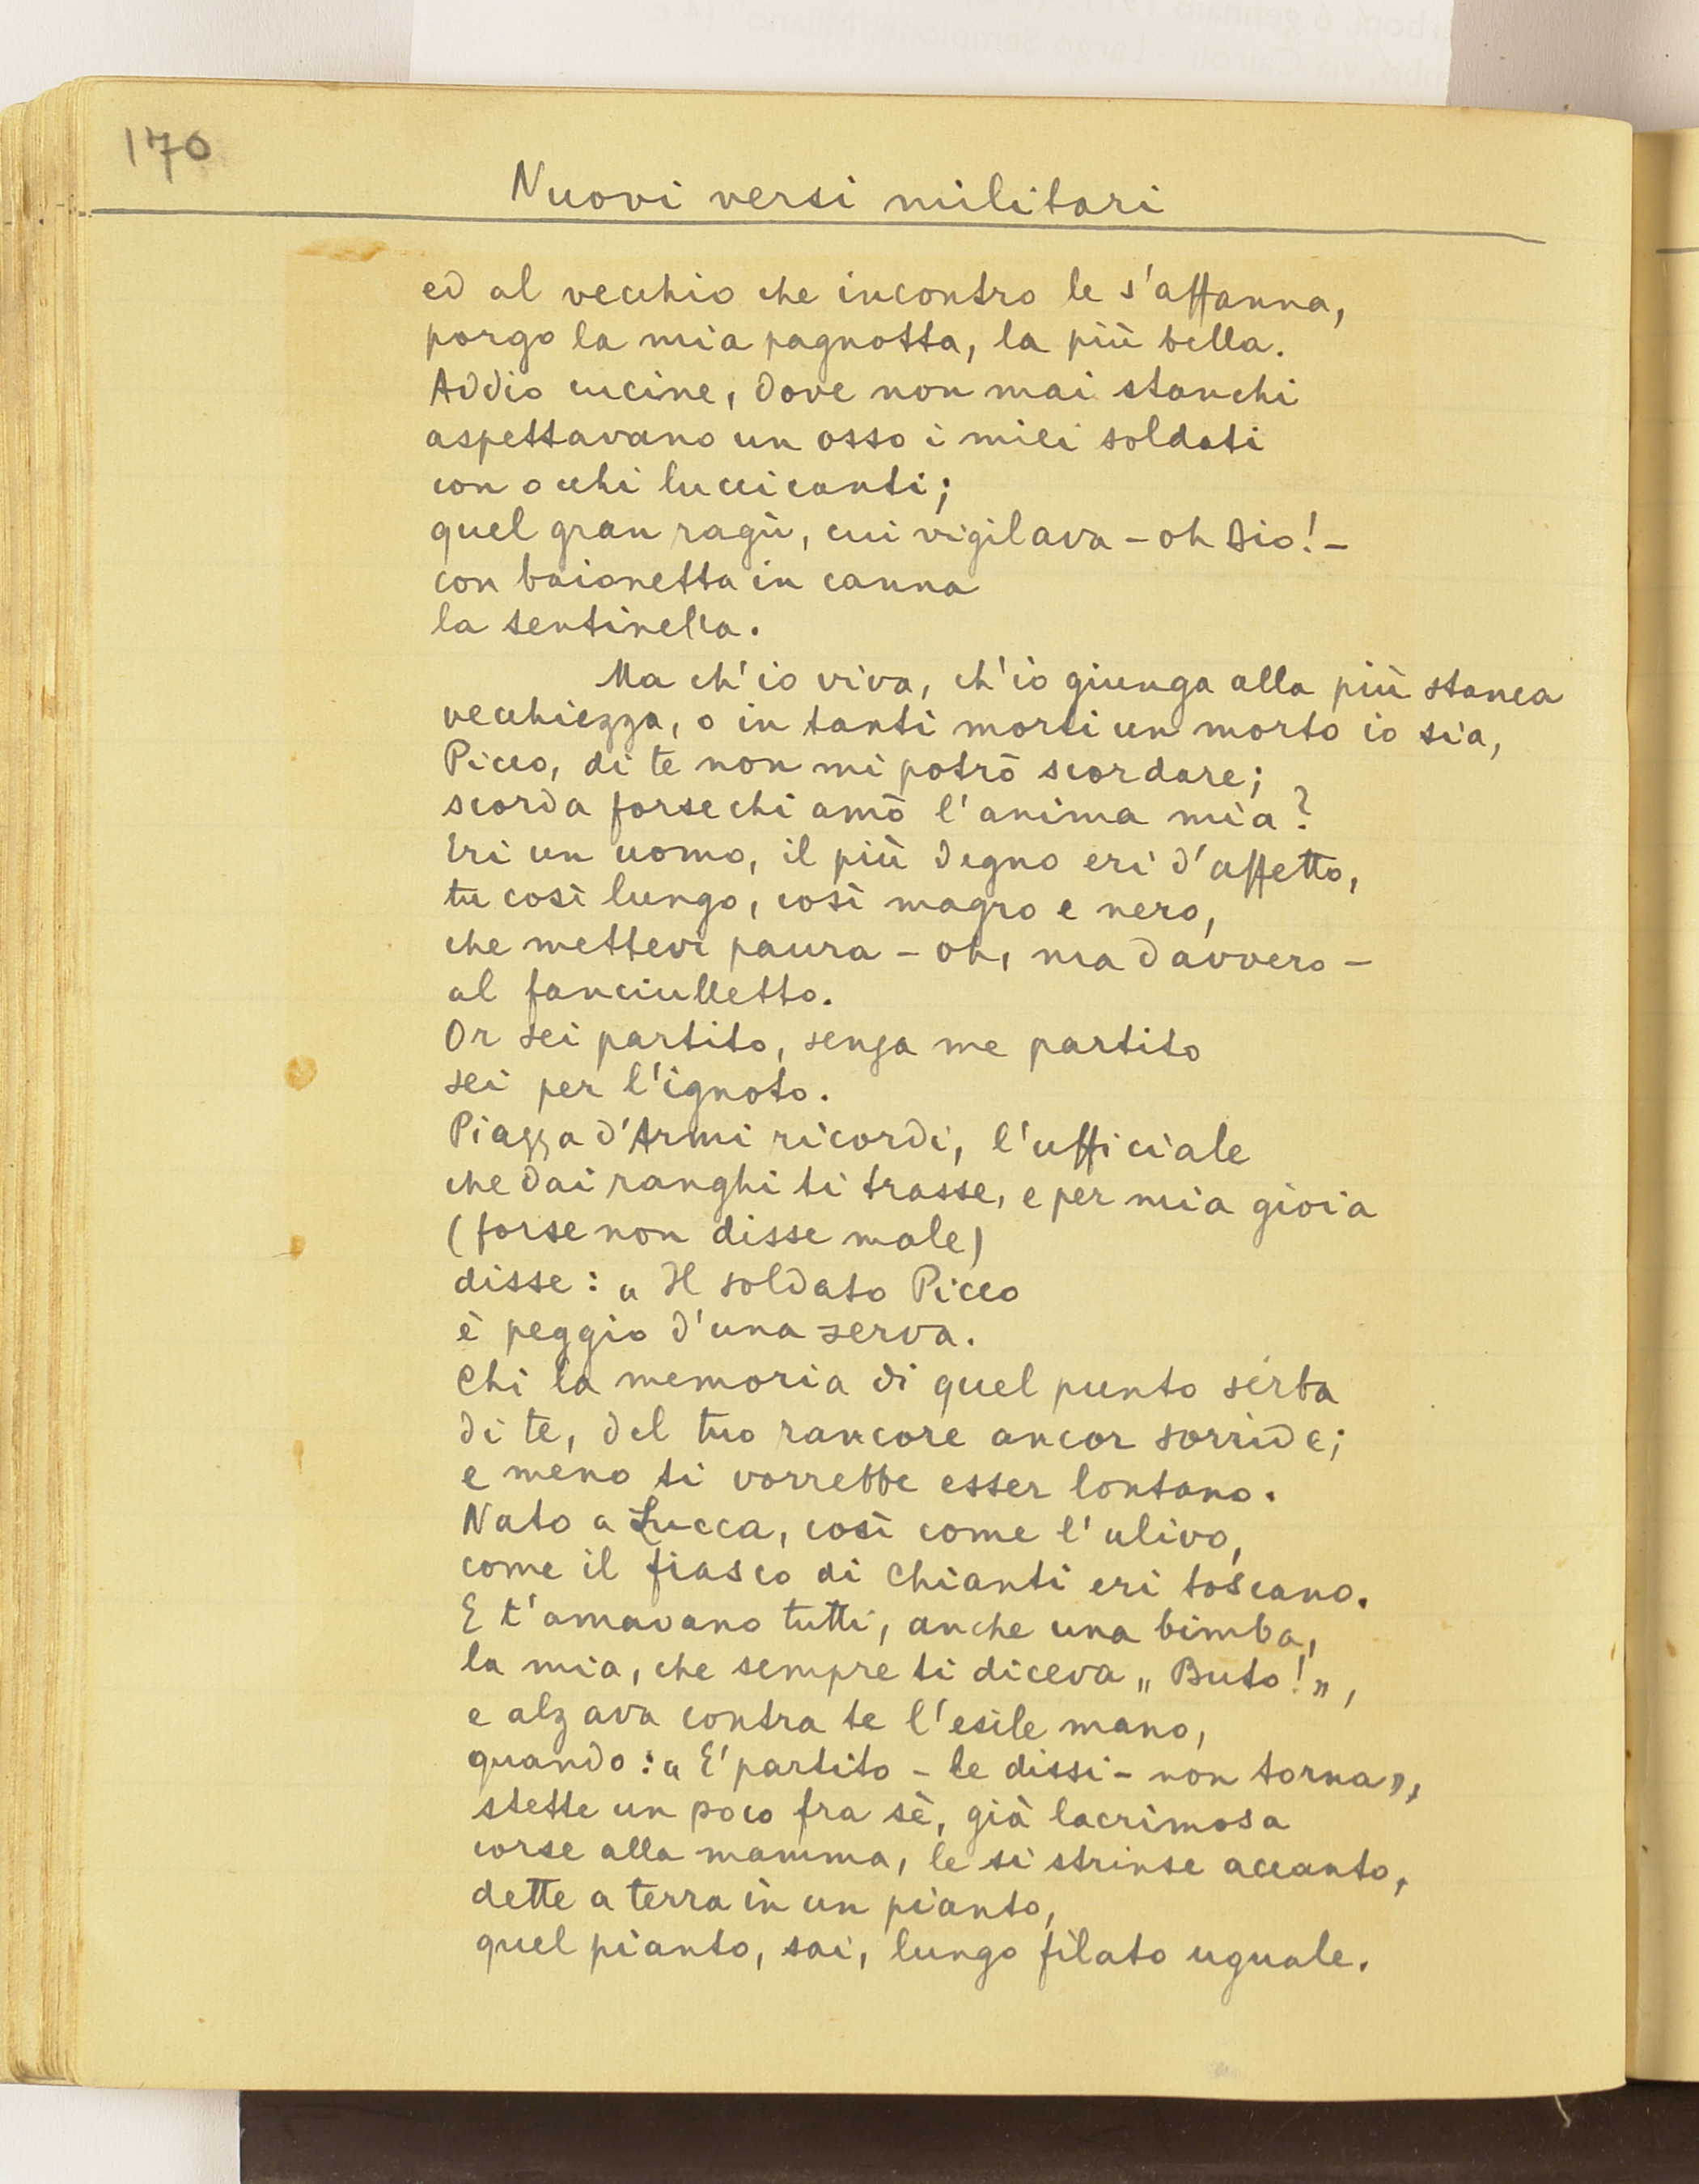 170
Nuovi versi militari
ed al vecchio che incontro le s'affanna,
porgo la mia pagnotta, la più bella.
Addio cucine, dove non mai stanchi
aspettavano un osso i miei soldati
con occhi luccicanti;
quel gran ragù, cui vigilava - oh Dio! -
con baionetta in canna
la sentinella.
Ma ch'io viva, ch'io giunga alla più stanca
vecchiezza, o in tanti morti un morto io sia,
Picco, di te non mi potrò scordare;
scorda forse chi amò l'anima mia?
Eri un uomo, il più degno eri d'affetto,
tu così lungo, così magro e nero,
che mettevi paura - oh, ma davvero -
al fanciulletto.
Or sei partito, senza me partito
sei per l'ignoto.
Piazza d'Armi ricordi, l'ufficiale
che dai ranghi ti trasse, e per mia gioia
(forse non disse male)
disse: „ Il soldato Picco
è peggio d'una serva.
Chi la memoria di quel punto serba
di te, del tuo rancore ancor sorride;
e meno ti vorrebbe esser lontano.
Nato a Lucca, così come l'ulivo,
come il fiasco di Chianti eri toscano.
E t'amavano tutti, anche una bimba,
la mia, che sempre ti diceva „ Buto! ”,
e alzava contra te l'esile mano,
quando: „ E' partito - le dissi - non torna”,
stette un poco fra sè, già lacrimosa
corse alla mamma, le si strinse accanto,
dette a terra in un pianto,
quel pianto, sai, lungo filato uguale.